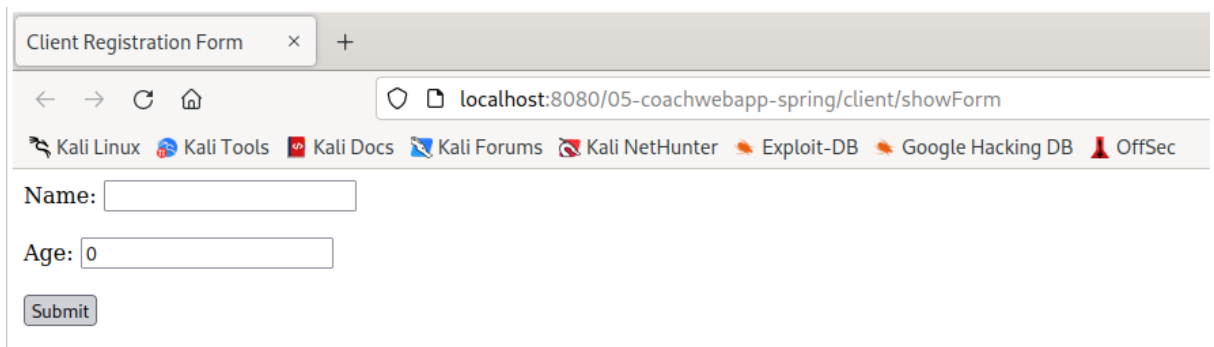 Client Registration Form
localhost:8080/05-coachwebapp-spring/client/showForm
Kali Linux Kali Tools Kali Docs Kali Forums Kali NetHunter Exploit-DB Google Hacking DB OffSec
Name:
Age: 0
Submit